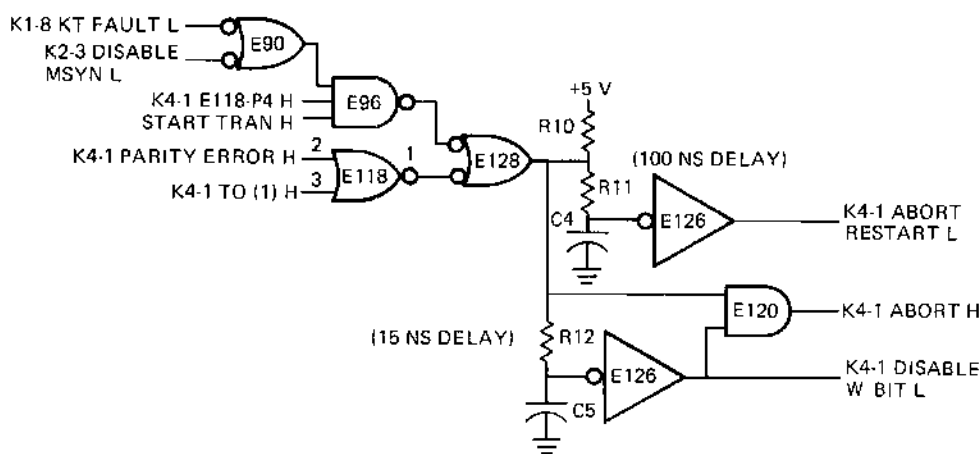 K1-8 KT FAULT L
E90
K2-3 DISABLE
MSYN L
K4-1 E118-P4 H
START TRAN H
E96
K4-1 PARITY ERROR H
2
K4-1 TO (1) H
3
E118
1
E128
+5 V
R10
R11
(100 NS DELAY)
C4
E126
K4-1 ABORT
RESTART L
E120
K4-1 ABORT H
(15 NS DELAY)
R12
E126
C5
K4-1 DISABLE
W BIT L